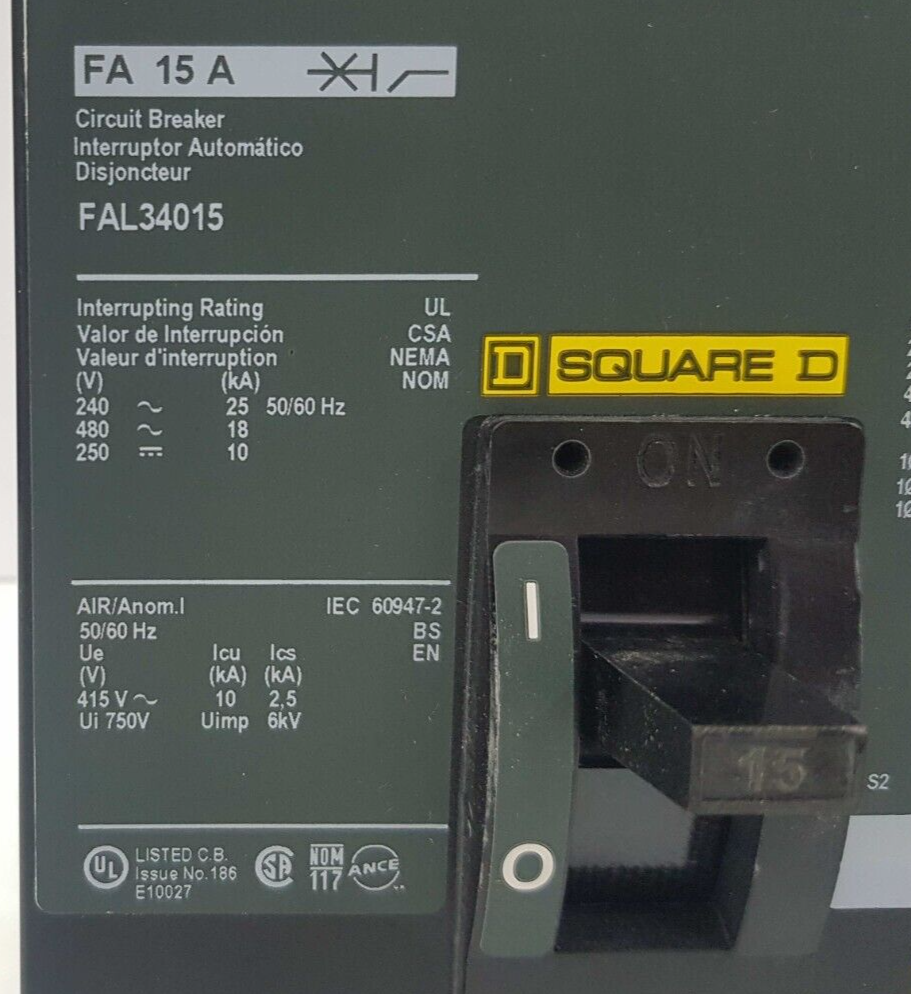 FA 15 A
Circuit Breaker
Interruptor Automático
Disjoncteur
FAL34015
Interrupting Rating UL
Valor de Interrupción CSA
Valeur d'interruption NEMA
(V) (kA) NOM
240 ~ 25 50/60 Hz
480 ~ 18
250 ⎓ 10
AIR/Anom.I IEC 60947-2
50/60 Hz BS
Ue Icu Ics EN
(V) (kA) (kA)
415 V ~ 10 2,5
Ui 750V Uimp 6kV
UL LISTED C.B.
Issue No.186
E10027
SA
NOM
117
ANCE
D SQUARE D
ON
I
15
O
S2